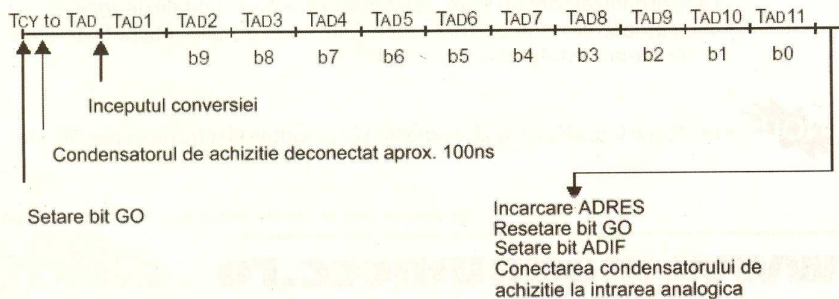 TCY to TAD TAD1 TAD2 TAD3 TAD4 TAD5 TAD6 TAD7 TAD8 TAD9 TAD10 TAD11
b9 b8 b7 b6 b5 b4 b3 b2 b1 b0
Inceputul conversiei
Condensatorul de achizitie deconectat aprox. 100ns
Setare bit GO
Incarcare ADRES
Resetare bit GO
Setare bit ADIF
Conectarea condensatorului de
achizitie la intrarea analogica